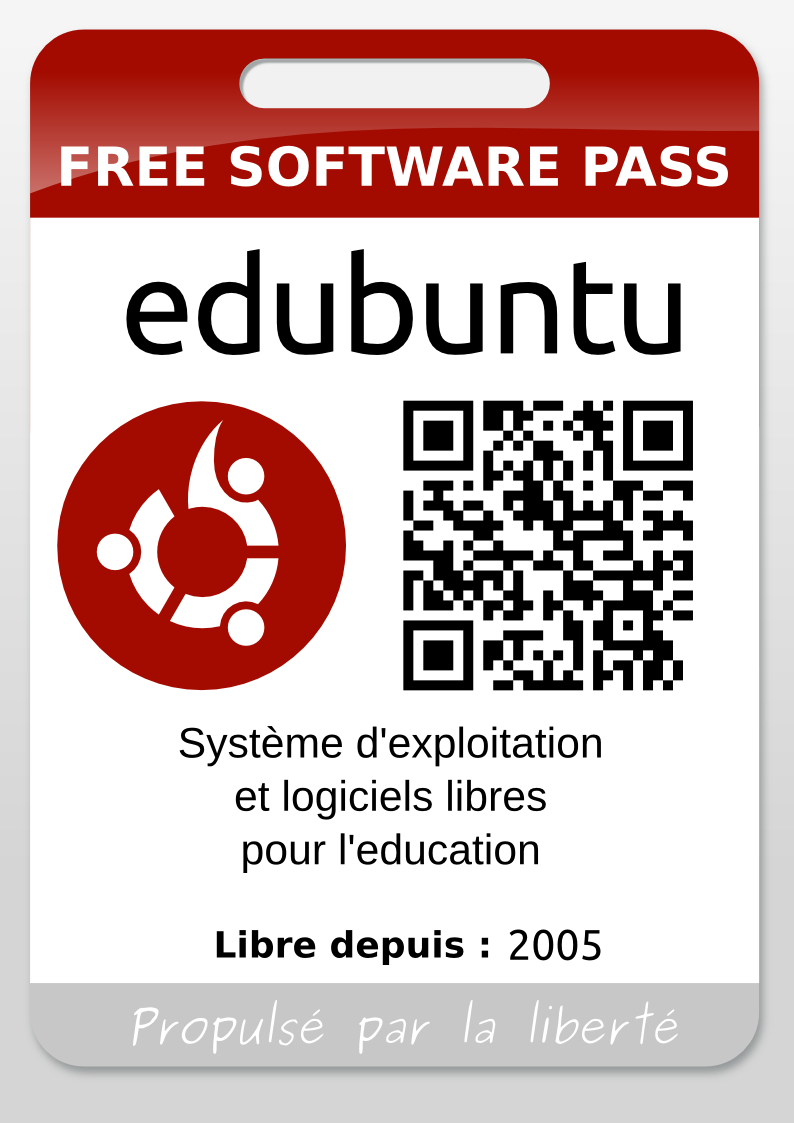 FREE SOFTWARE PASS
edubuntu
Système d'exploitation
et logiciels libres
pour l'education
Libre depuis : 2005
Propulsé par la liberté